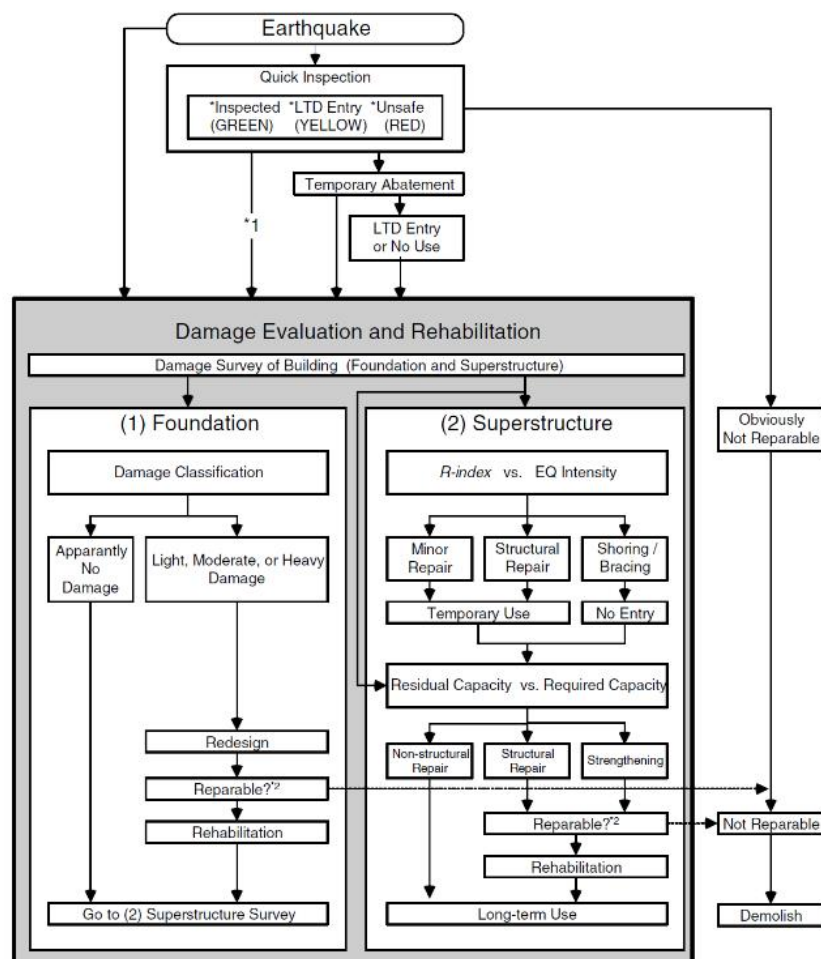 Earthquake
Quick Inspection
*Inspected *LTD Entry *Unsafe
(GREEN) (YELLOW) (RED)
Temporary Abatement
*1
LTD Entry
or No Use
Damage Evaluation and Rehabilitation
Damage Survey of Building (Foundation and Superstructure)
(1) Foundation
Damage Classification
Apparantly
No
Damage
Light, Moderate, or Heavy
Damage
Redesign
Reparable?*2
Rehabilitation
Go to (2) Superstructure Survey
(2) Superstructure
R-index vs. EQ Intensity
Minor
Repair
Structural
Repair
Shoring /
Bracing
Temporary Use
No Entry
Residual Capacity vs. Required Capacity
Non-structural
Repair
Structural
Repair
Strengthening
Reparable?*2
Rehabilitation
Long-term Use
Obviously
Not Reparable
Not Reparable
Demolish